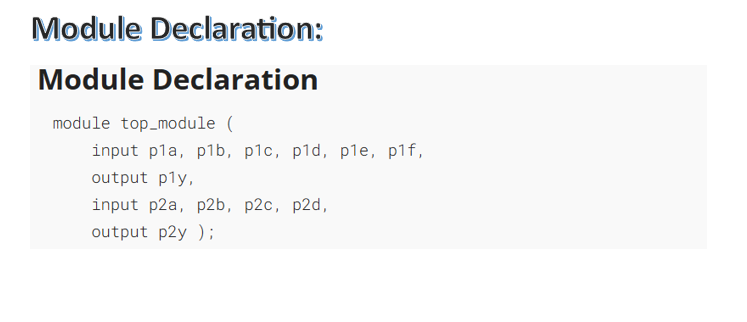 Module Declaration:
Module Declaration
module top_module (
input p1a, p1b, p1c, p1d, p1e, p1f,
output p1y,
input p2a, p2b, p2c, p2d,
output p2y );